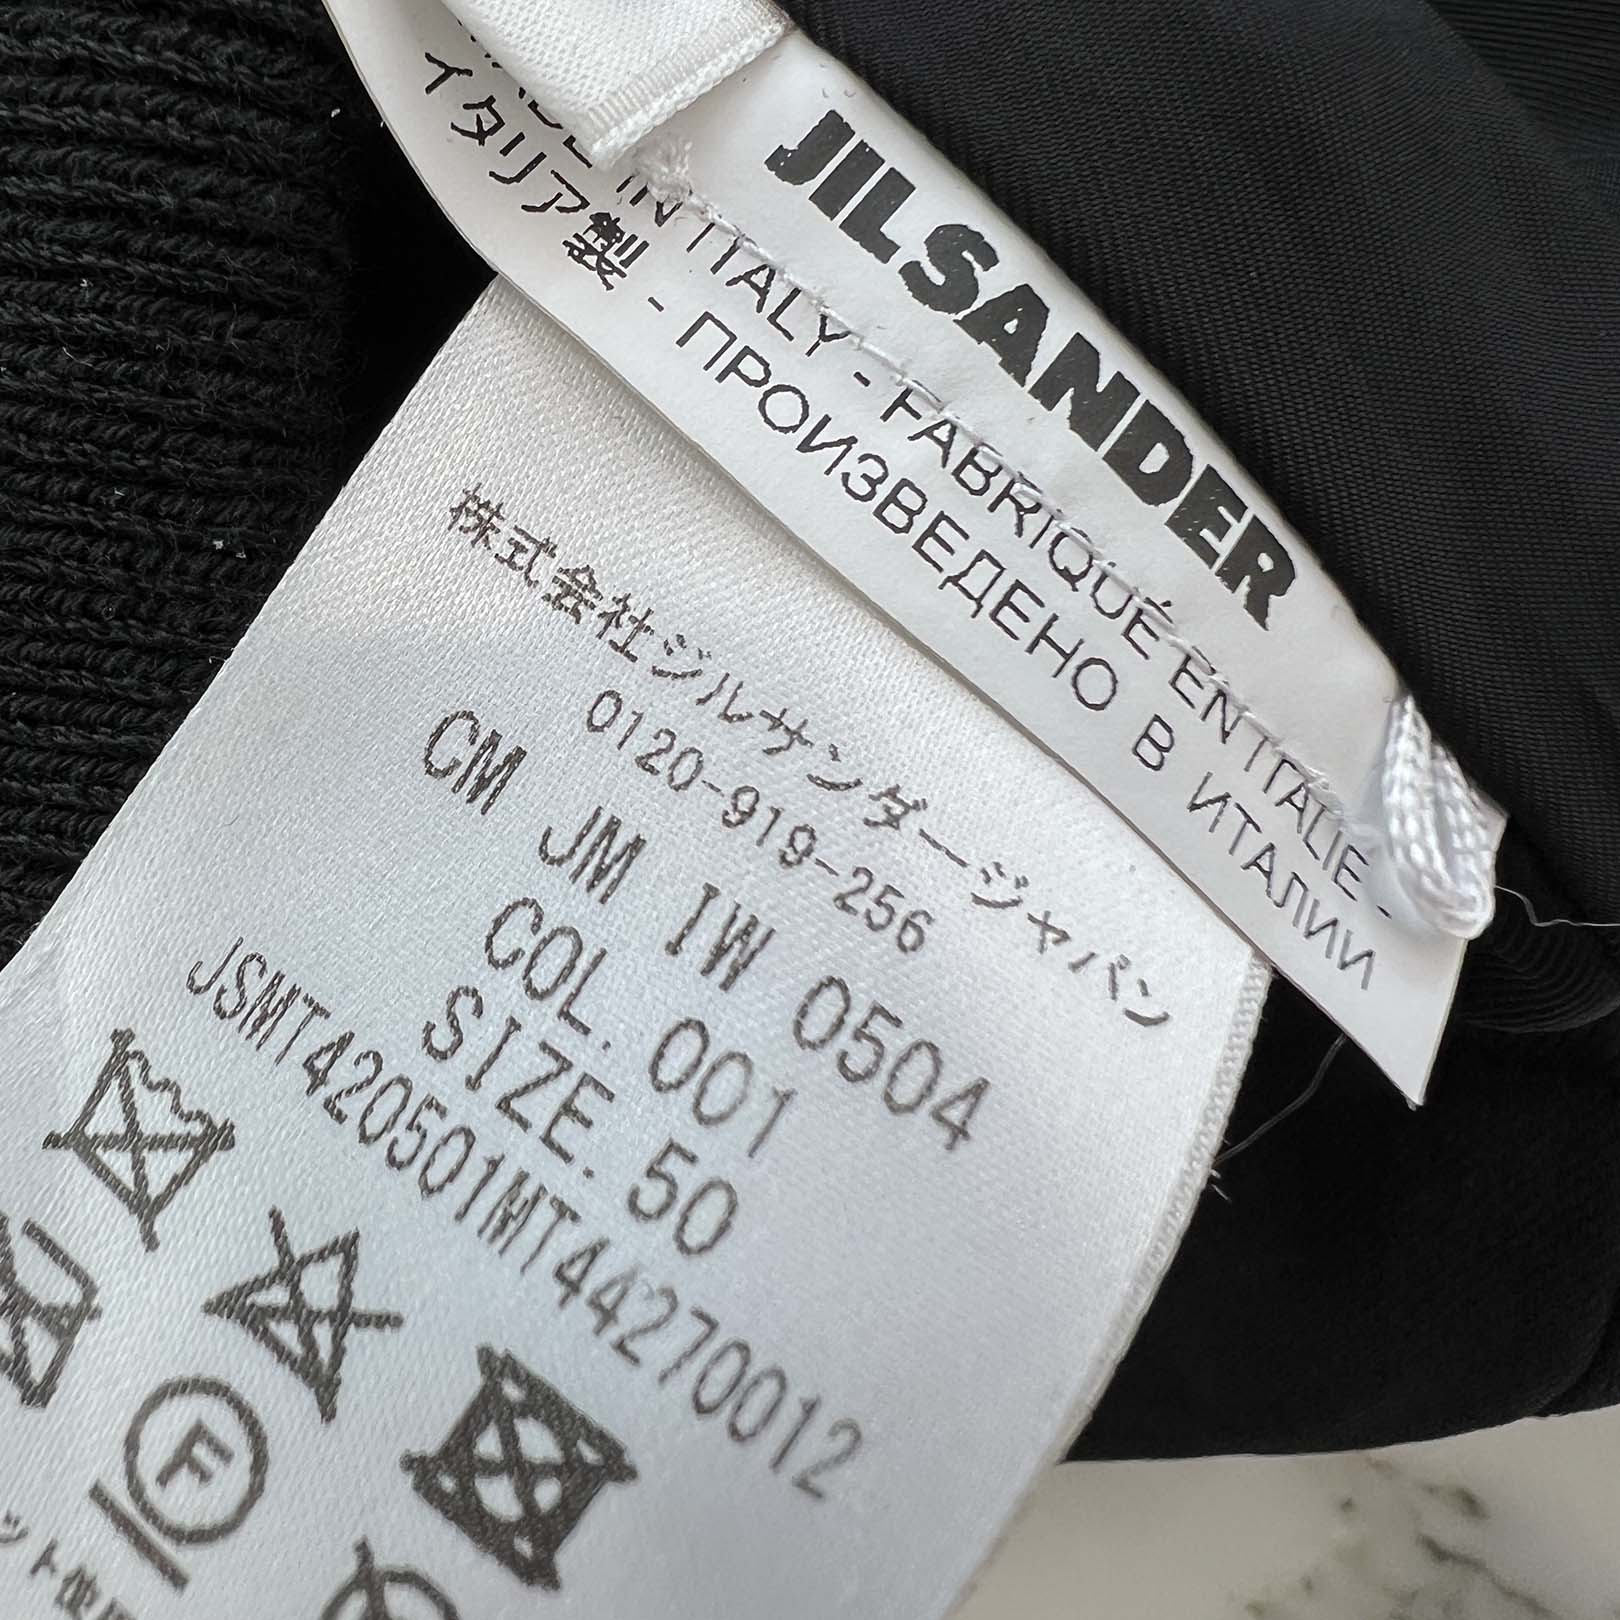 JIL SANDER
IN ITALY - FABRIQUÉ EN ITALIE -
イタリア製 - ПРОИЗВЕДЕНО В ИТАЛИИ
株式会社ジルサンダージャパン
0120-919-256
CM JM IW 0504
COL. 001
SIZE. 50
JSMT420501MT44270012
F